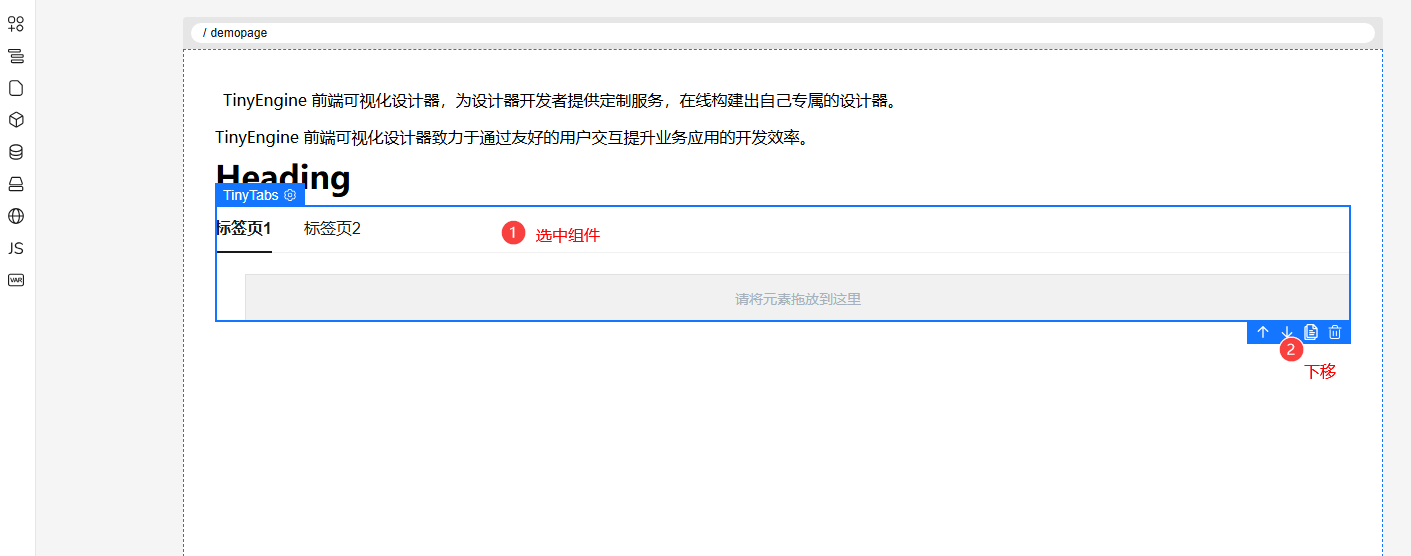 / demopage
TinyEngine 前端可视化设计器，为设计器开发者提供定制服务，在线构建出自己专属的设计器。
TinyEngine 前端可视化设计器致力于通过友好的用户交互提升业务应用的开发效率。
Heading
TinyTabs
标签页1 标签页2 1 选中组件
请将元素拖放到这里
2
下移
JS
VAR